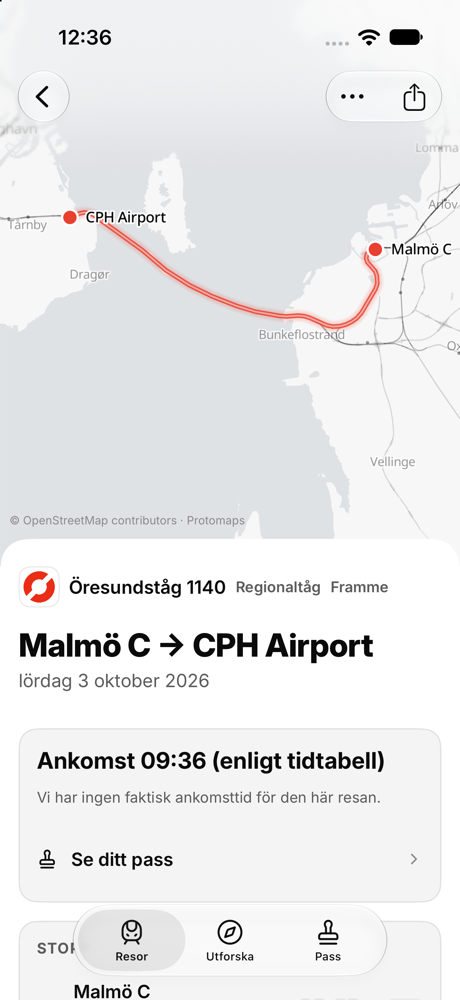 12:36
Lomma
CPH Airport
Tårnby
Arlöv
Malmö C
Dragør
Bunkeflostrand
Vellinge
© OpenStreetMap contributors · Protomaps
Öresundståg 1140 Regionaltåg Framme
Malmö C → CPH Airport
lördag 3 oktober 2026
Ankomst 09:36 (enligt tidtabell)
Vi har ingen faktisk ankomsttid för den här resan.
Se ditt pass
Resor Utforska Pass
Malmö C